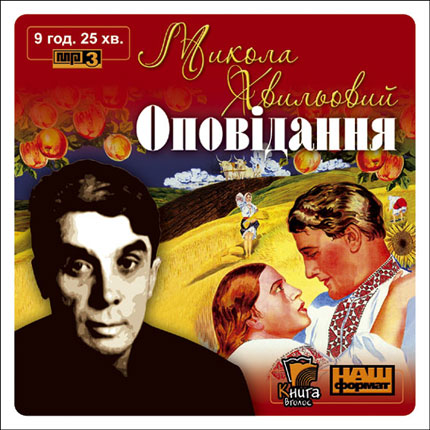 9 год. 25 хв.
mp3
Микола
Хвильовий
Оповідання
Книга
Вголос
НАШ
формат